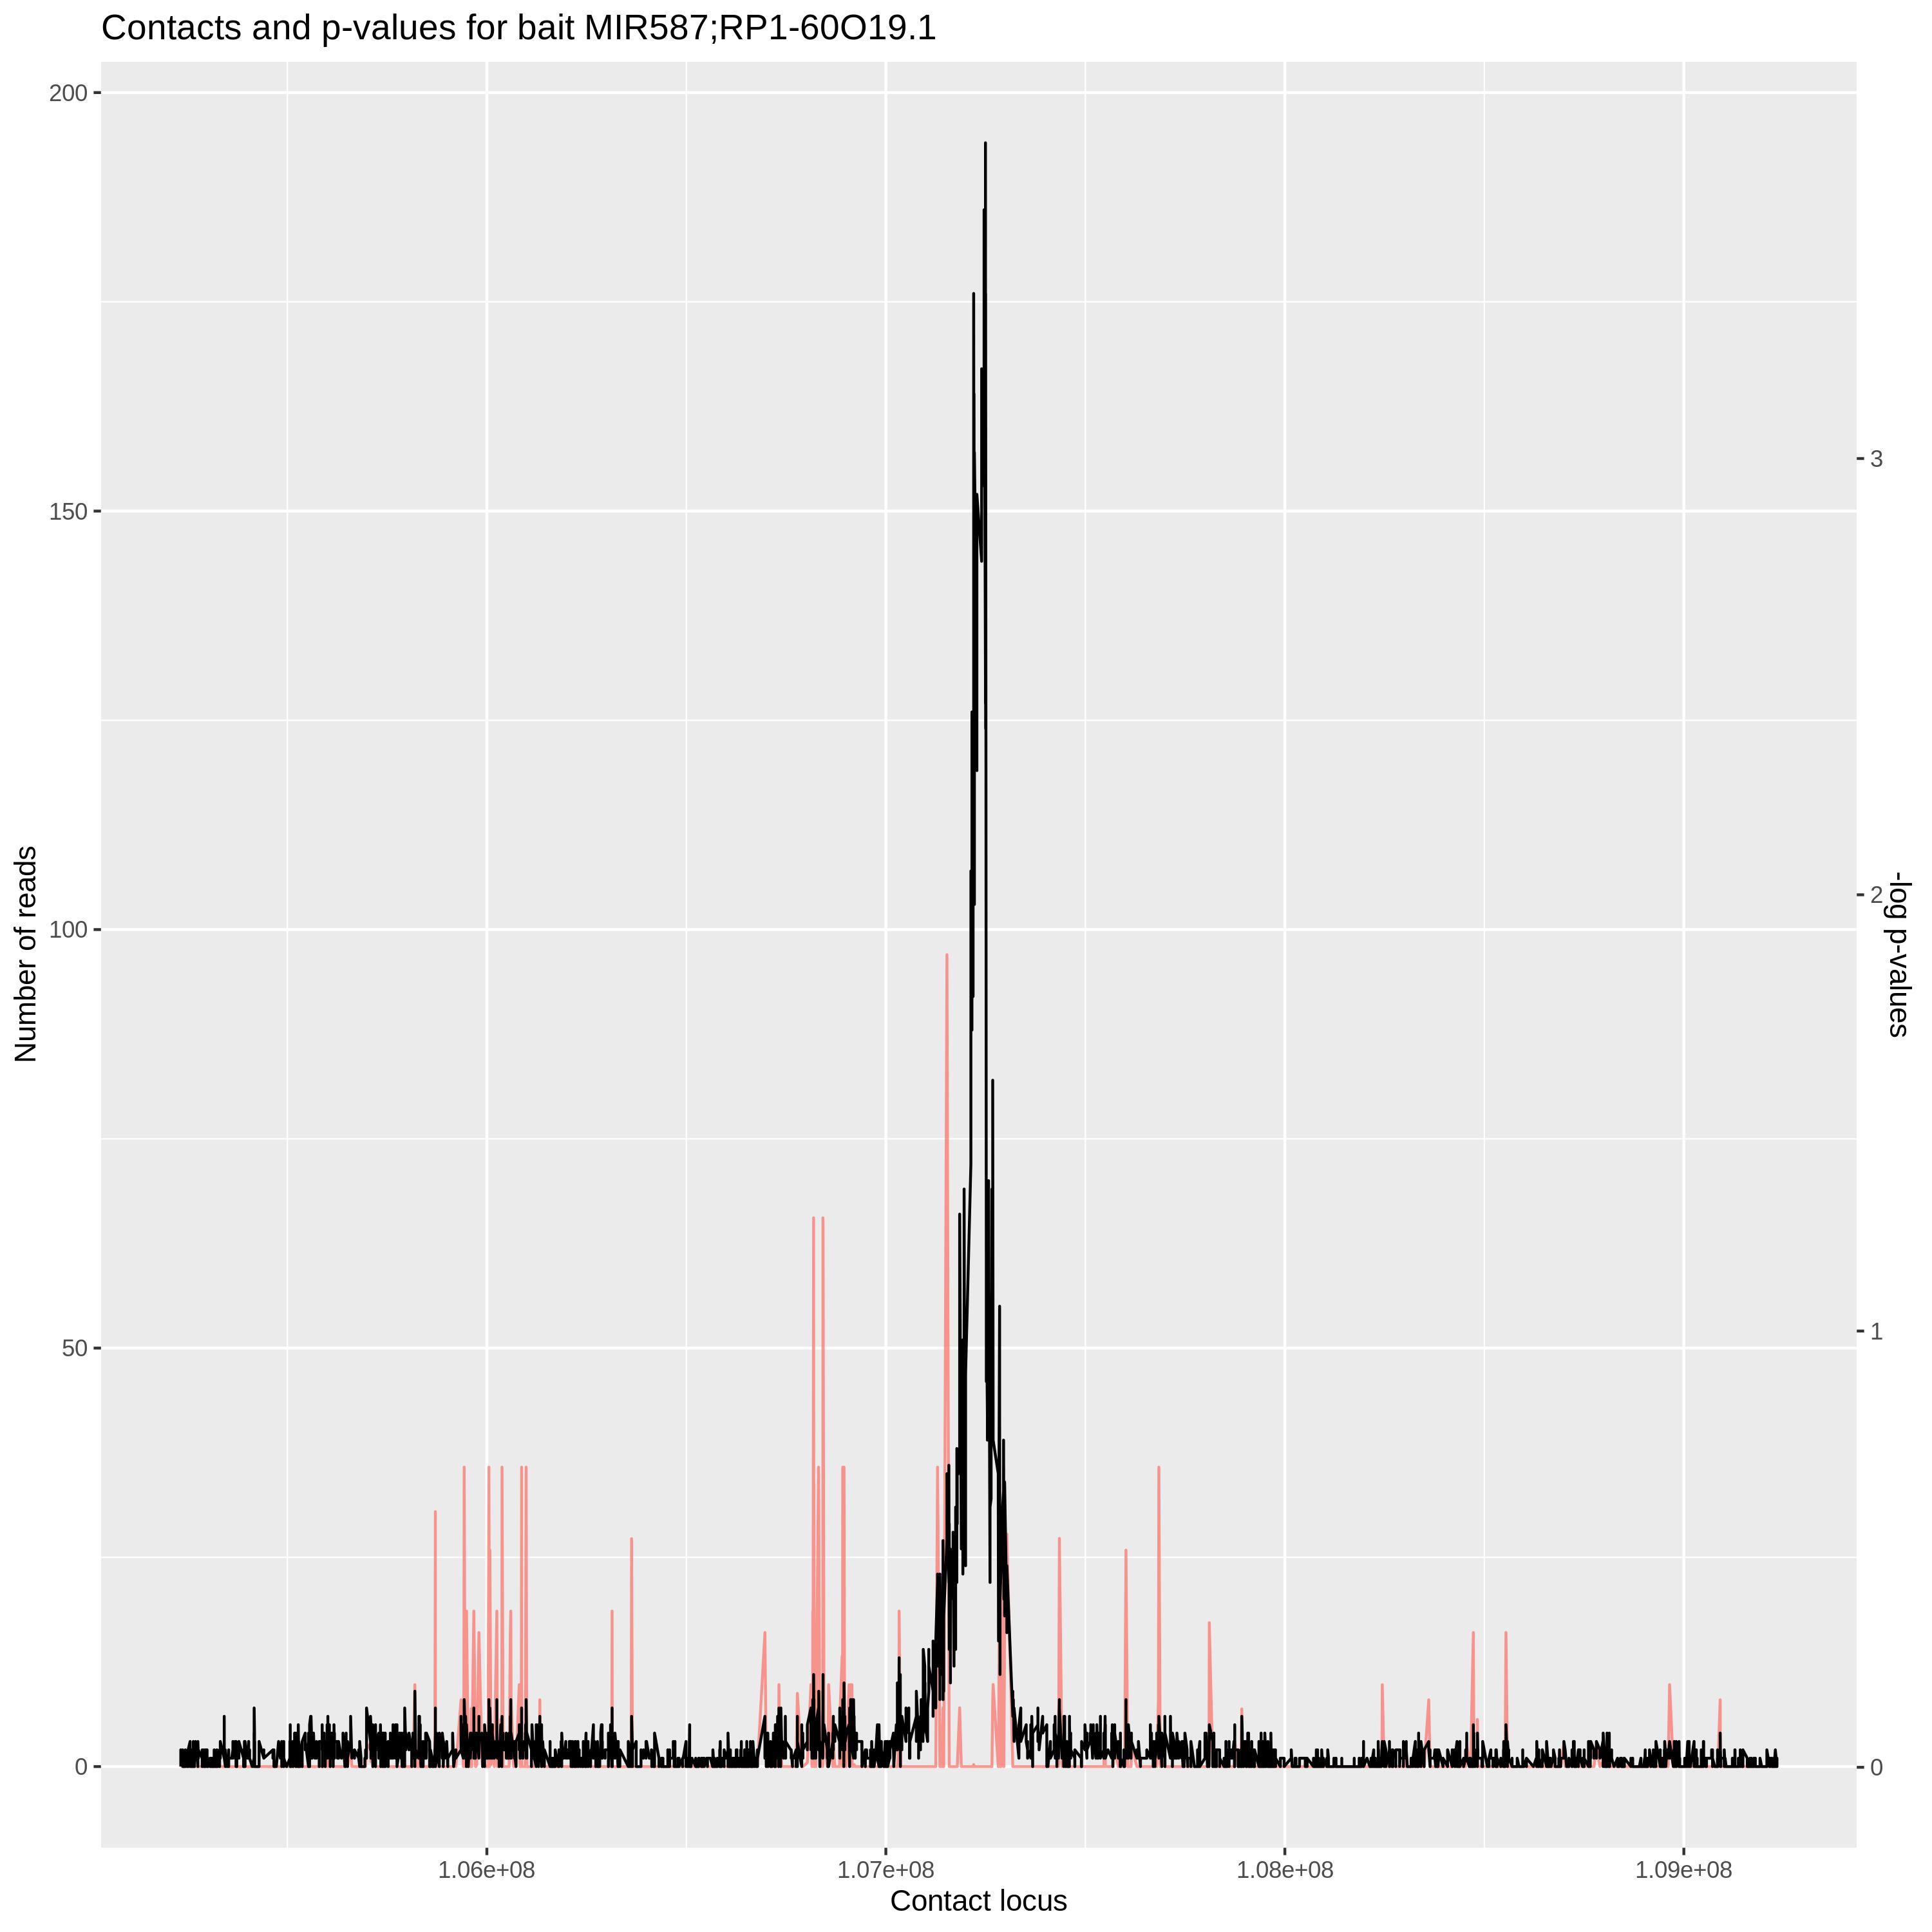 Contacts and p-values for bait MIR587;RP1-60O19.1
200
150
100
50
0
Number of reads
3
2
1
0
-log p-values
1.06e+08
1.07e+08
1.08e+08
1.09e+08
Contact locus